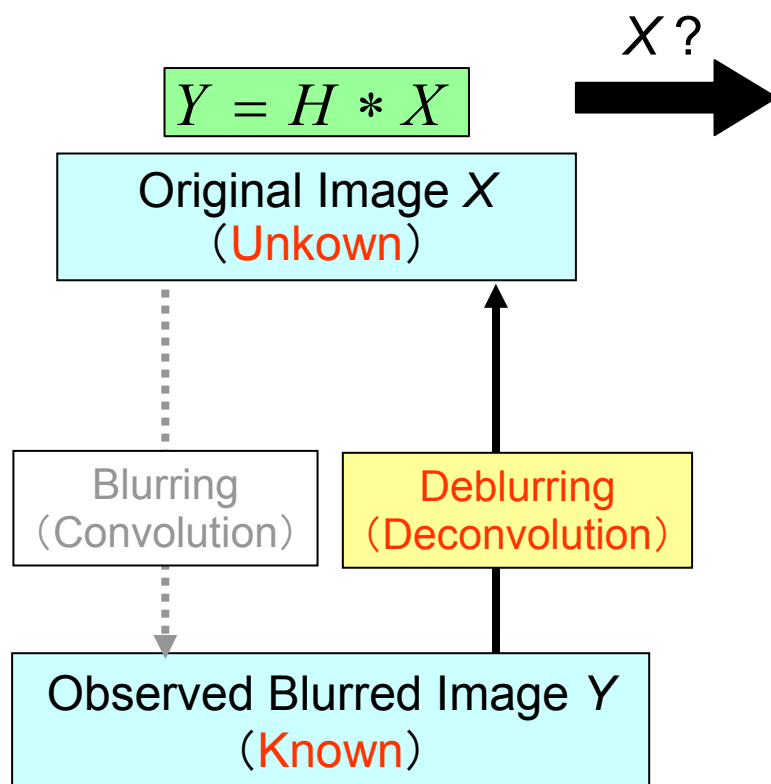 X ?
Y = H * X
Original Image X
（Unkown）
Blurring
（Convolution）
Deblurring
（Deconvolution）
Observed Blurred Image Y
（Known）